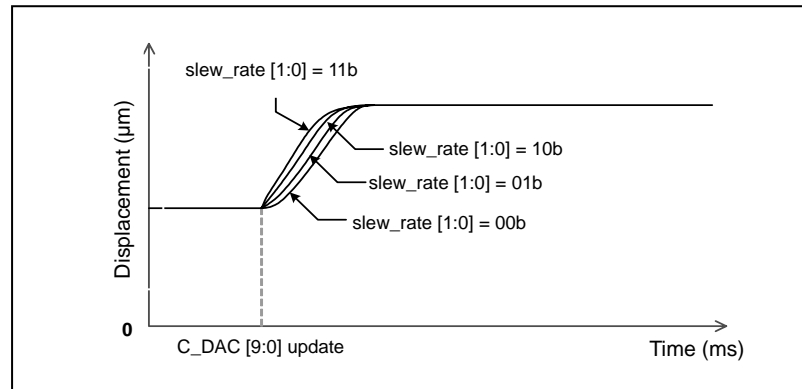 slew_rate [1:0] = 11b
slew_rate [1:0] = 10b
slew_rate [1:0] = 01b
slew_rate [1:0] = 00b
Displacement (μm)
0
C_DAC [9:0] update
Time (ms)